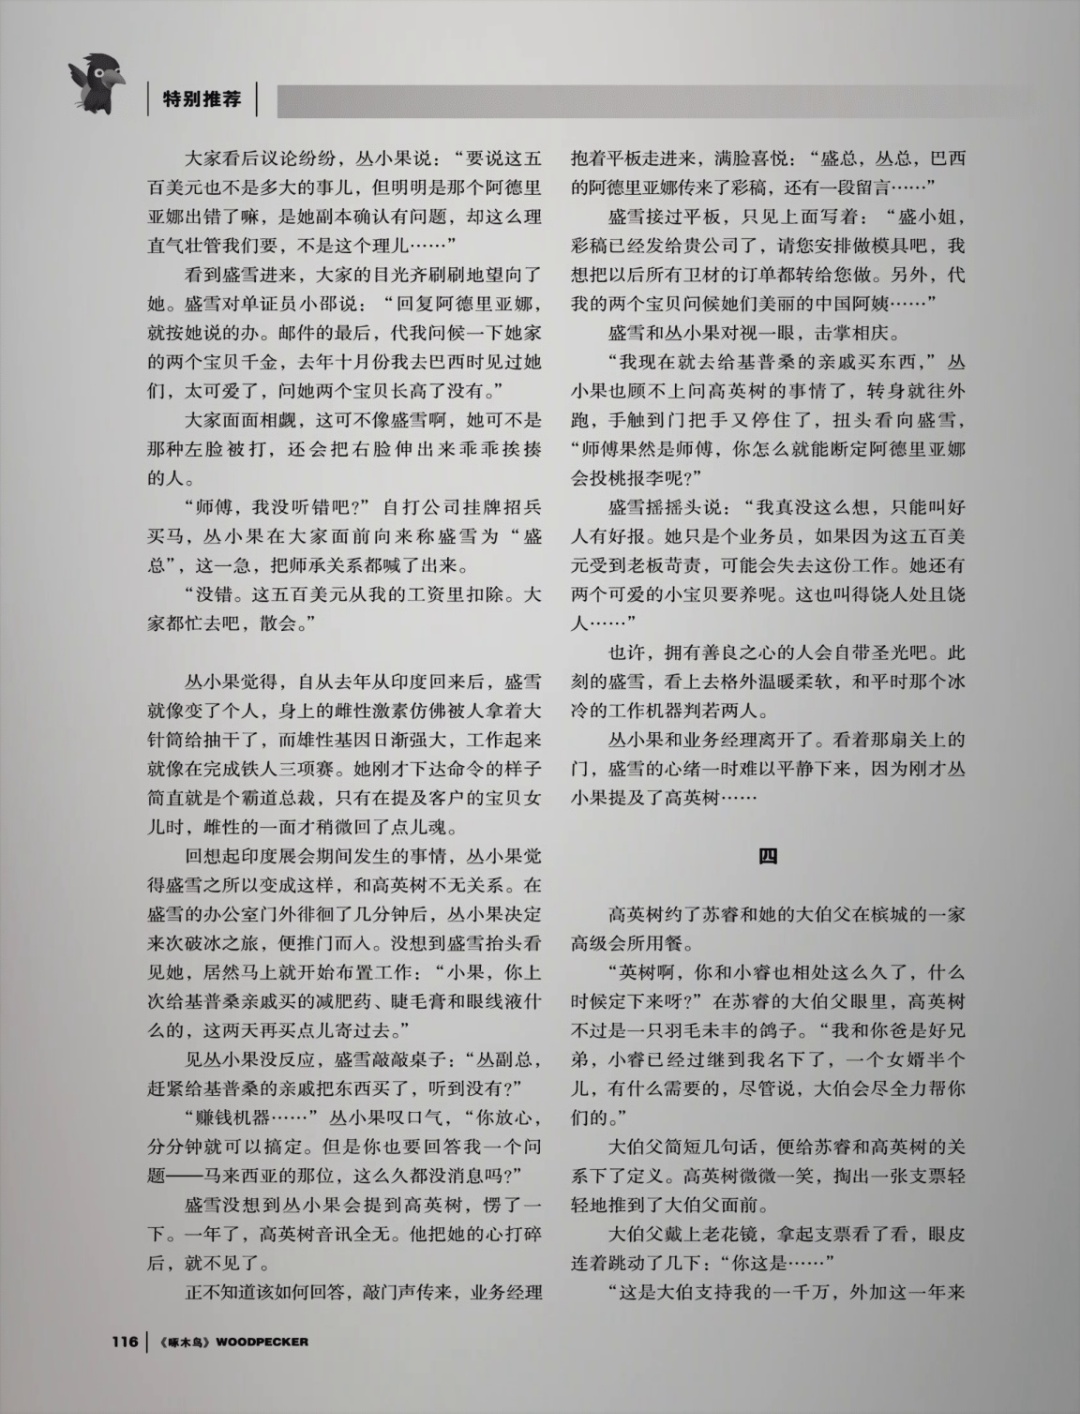 特别推荐
大家看后议论纷纷，丛小果说：“要说这五
百美元也不是多大的事儿，但明明是那个阿德里
亚娜出错了嘛，是她副本确认有问题，却这么理
直气壮管我们要，不是这个理儿……”
看到盛雪进来，大家的目光齐刷刷地望向了
她。盛雪对单证员小邵说：“回复阿德里亚娜，
就按她说的办。邮件的最后，代我问候一下她家
的两个宝贝千金，去年十月份我去巴西时见过她
们，太可爱了，问她两个宝贝长高了没有。”
大家面面相觑，这可不像盛雪啊，她可不是
那种左脸被打，还会把右脸伸出来乖乖挨揍
的人。
“师傅，我没听错吧？”自打公司挂牌招兵
买马，丛小果在大家面前向来称盛雪为“盛
总”，这一急，把师承关系都喊了出来。
“没错。这五百美元从我的工资里扣除。大
家都忙去吧，散会。”
丛小果觉得，自从去年从印度回来后，盛雪
就像变了个人，身上的雌性激素仿佛被人拿着大
针筒给抽干了，而雄性基因日渐强大，工作起来
就像在完成铁人三项赛。她刚才下达命令的样子
简直就是个霸道总裁，只有在提及客户的宝贝女
儿时，雌性的一面才稍微回了点儿魂。
回想起印度展会期间发生的事情，丛小果觉
得盛雪之所以变成这样，和高英树不无关系。在
盛雪的办公室门外徘徊了几分钟后，丛小果决定
来次破冰之旅，便推门而入。没想到盛雪抬头看
见她，居然马上就开始布置工作：“小果，你上
次给基普桑亲戚买的减肥药、睫毛膏和眼线液什
么的，这两天再买点儿寄过去。”
见丛小果没反应，盛雪敲敲桌子：“丛副总，
赶紧给基普桑的亲戚把东西买了，听到没有？”
“赚钱机器……”丛小果叹口气，“你放心，
分分钟就可以搞定。但是你也要回答我一个问
题——马来西亚的那位，这么久都没消息吗？”
盛雪没想到丛小果会提到高英树，愣了一
下。一年了，高英树音讯全无。他把她的心打碎
后，就不见了。
正不知道该如何回答，敲门声传来，业务经理
抱着平板走进来，满脸喜悦：“盛总，丛总，巴西
的阿德里亚娜传来了彩稿，还有一段留言……”
盛雪接过平板，只见上面写着：“盛小姐，
彩稿已经发给贵公司了，请您安排做模具吧，我
想把以后所有卫材的订单都转给您做。另外，代
我的两个宝贝问候她们美丽的中国阿姨……”
盛雪和丛小果对视一眼，击掌相庆。
“我现在就去给基普桑的亲戚买东西，”丛
小果也顾不上问高英树的事情了，转身就往外
跑，手触到门把手又停住了，扭头看向盛雪，
“师傅果然是师傅，你怎么就能断定阿德里亚娜
会投桃报李呢？”
盛雪摇摇头说：“我真没这么想，只能叫好
人有好报。她只是个业务员，如果因为这五百美
元受到老板苛责，可能会失去这份工作。她还有
两个可爱的小宝贝要养呢。这也叫得饶人处且饶
人……”
也许，拥有善良之心的人会自带圣光吧。此
刻的盛雪，看上去格外温暖柔软，和平时那个冰
冷的工作机器判若两人。
丛小果和业务经理离开了。看着那扇关上的
门，盛雪的心绪一时难以平静下来，因为刚才丛
小果提及了高英树……
四
高英树约了苏睿和她的大伯父在槟城的一家
高级会所用餐。
“英树啊，你和小睿也相处这么久了，什么
时候定下来呀？”在苏睿的大伯父眼里，高英树
不过是一只羽毛未丰的鸽子。“我和你爸是好兄
弟，小睿已经过继到我名下了，一个女婿半个
儿，有什么需要的，尽管说，大伯会尽全力帮你
们的。”
大伯父简短几句话，便给苏睿和高英树的关
系下了定义。高英树微微一笑，掏出一张支票轻
轻地推到了大伯父面前。
大伯父戴上老花镜，拿起支票看了看，眼皮
连着跳动了几下：“你这是……”
“这是大伯支持我的一千万，外加这一年来
116 《啄木鸟》WOODPECKER